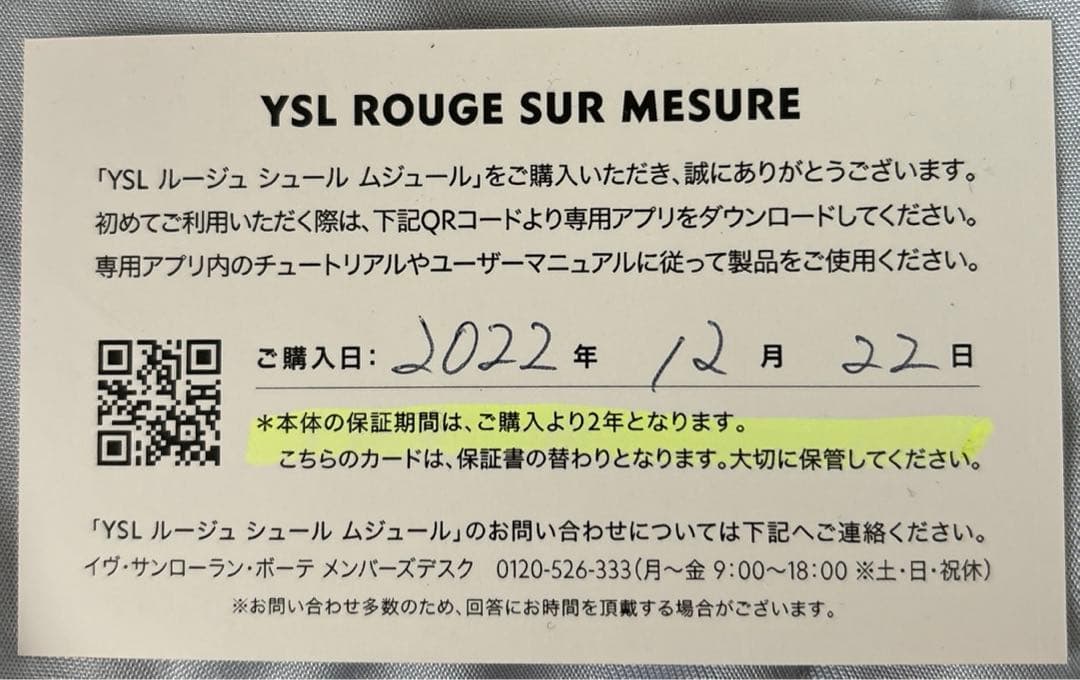 YSL ROUGE SUR MESURE
「YSL ルージュ シュール ムジュール」をご購入いただき、誠にありがとうございます。
初めてご利用いただく際は、下記QRコードより専用アプリをダウンロードしてください。
専用アプリ内のチュートリアルやユーザーマニュアルに従って製品をご使用ください。
ご購入日： 2022 年 12 月 22 日
＊本体の保証期間は、ご購入より2年となります。
こちらのカードは、保証書の替わりとなります。大切に保管してください。
「YSL ルージュ シュール ムジュール」のお問い合わせについては下記へご連絡ください。
イヴ・サンローラン・ボーテ メンバーズデスク 0120-526-333（月～金 9:00～18:00 ※土・日・祝休）
※お問い合わせ多数のため、回答にお時間を頂戴する場合がございます。